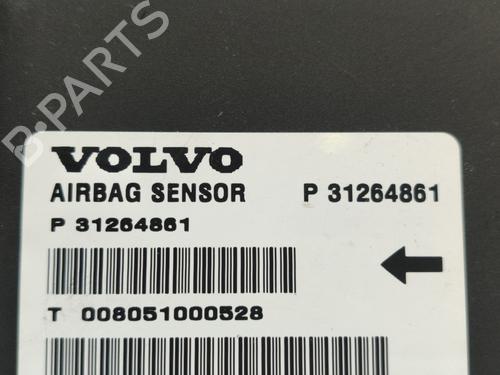 B-PARTS
VOLVO
AIRBAG SENSOR P 31264861
P 31264861
T 008051000528